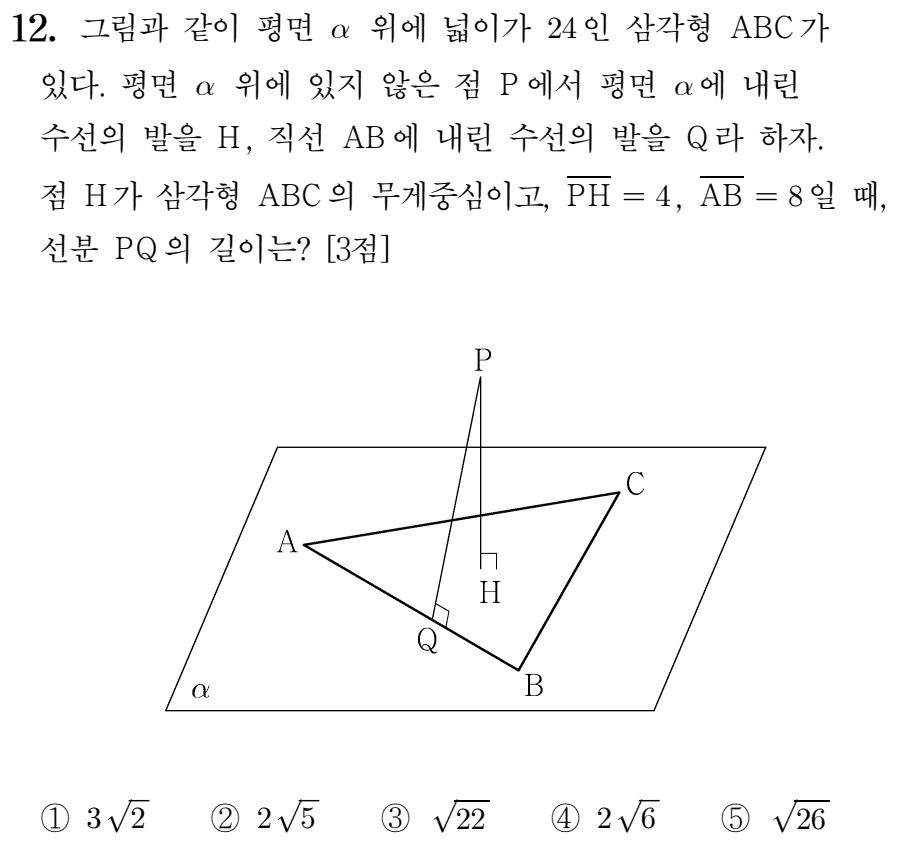 12. 그림과 같이 평면 α 위에 넓이가 24인 삼각형 ABC가
있다. 평면 α 위에 있지 않은 점 P에서 평면 α에 내린
수선의 발을 H, 직선 AB에 내린 수선의 발을 Q라 하자.
점 H가 삼각형 ABC의 무게중심이고, \overline{PH} = 4, \overline{AB} = 8일 때,
선분 PQ의 길이는? [3점]
P
C
A
H
Q
B
α
① 3√2 ② 2√5 ③ √22 ④ 2√6 ⑤ √26